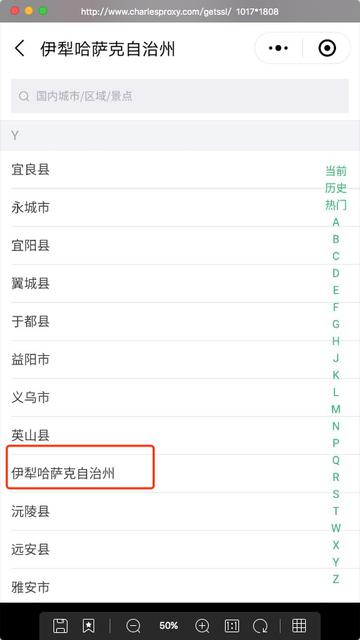 http://www.charlesproxy.com/getssl/ 1017*1808
伊犁哈萨克自治州
国内城市/区域/景点
Y
宜良县
永城市
宜阳县
翼城县
于都县
益阳市
义乌市
英山县
伊犁哈萨克自治州
沅陵县
远安县
雅安市
当前
历史
热门
A
B
C
D
E
F
G
H
J
K
L
M
N
P
Q
R
S
T
W
X
Y
Z
50%
1:1